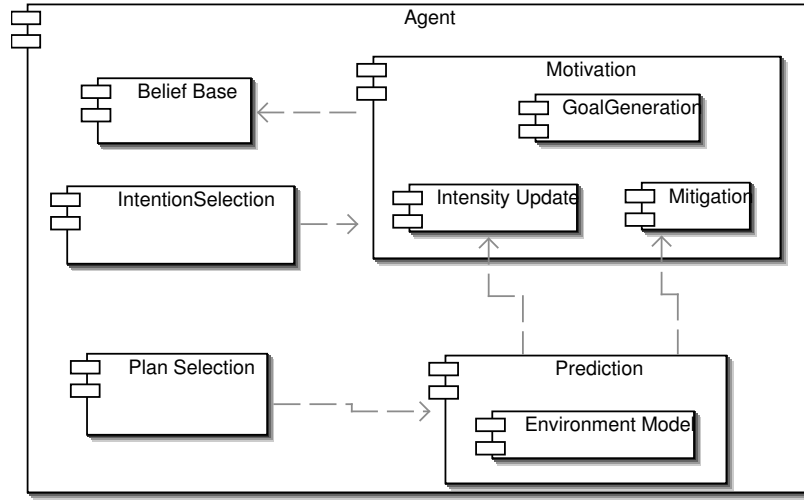 Agent
Motivation
Belief Base
GoalGeneration
IntentionSelection
Intensity Update
Mitigation
Plan Selection
Prediction
Environment Model